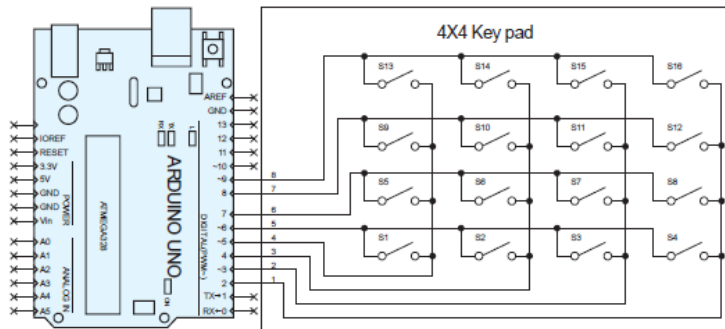 4X4 Key pad
S13
S14
S15
S16
AREF
GND
IOREF
13
RESET
12
3.3V
11
5V
~10
GND
~9
8
GND
8
7
Vin
7
6
~6
5
A0
~5
4
A1
4
3
A2
~3
2
A3
2
1
A4
TX→1
A5
RX←0
S9
S10
S11
S12
S5
S6
S7
S8
S1
S2
S3
S4
RX
TX
L
ON
POWER
ANALOG IN
ATMEGA328
ARDUINO UNO
DIGITAL(PWM~)